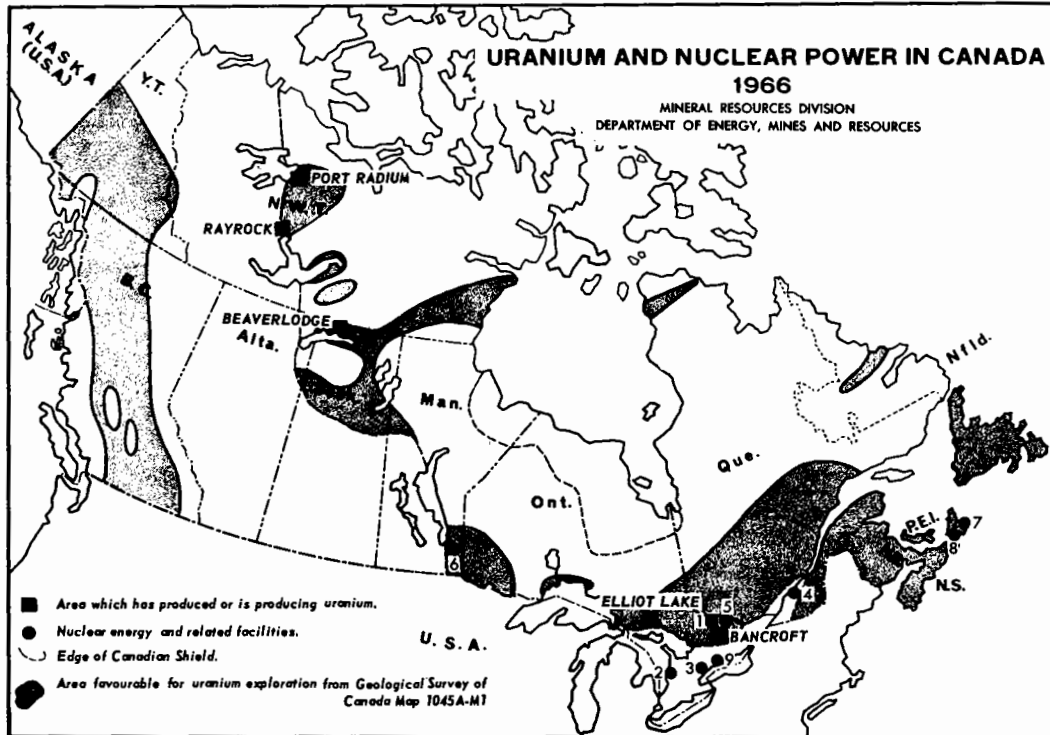 URANIUM AND NUCLEAR POWER IN CANADA
1966
MINERAL RESOURCES DIVISION
DEPARTMENT OF ENERGY, MINES AND RESOURCES
ALASKA
(U.S.A)
Y.T.
PORT RADIUM
N.W.T.
RAYROCK
B.C.
BEAVERLODGE
Alta.
Man.
Nfld.
Que.
Ont.
P.E.I.
7
8
N.S.
6
ELLIOT LAKE
5
4
1
BANCROFT
U.S.A.
2
3
9
Area which has produced or is producing uranium.
Nuclear energy and related facilities.
Edge of Canadian Shield.
Area favourable for uranium exploration from Geological Survey of
Canada Map 1045A-M1